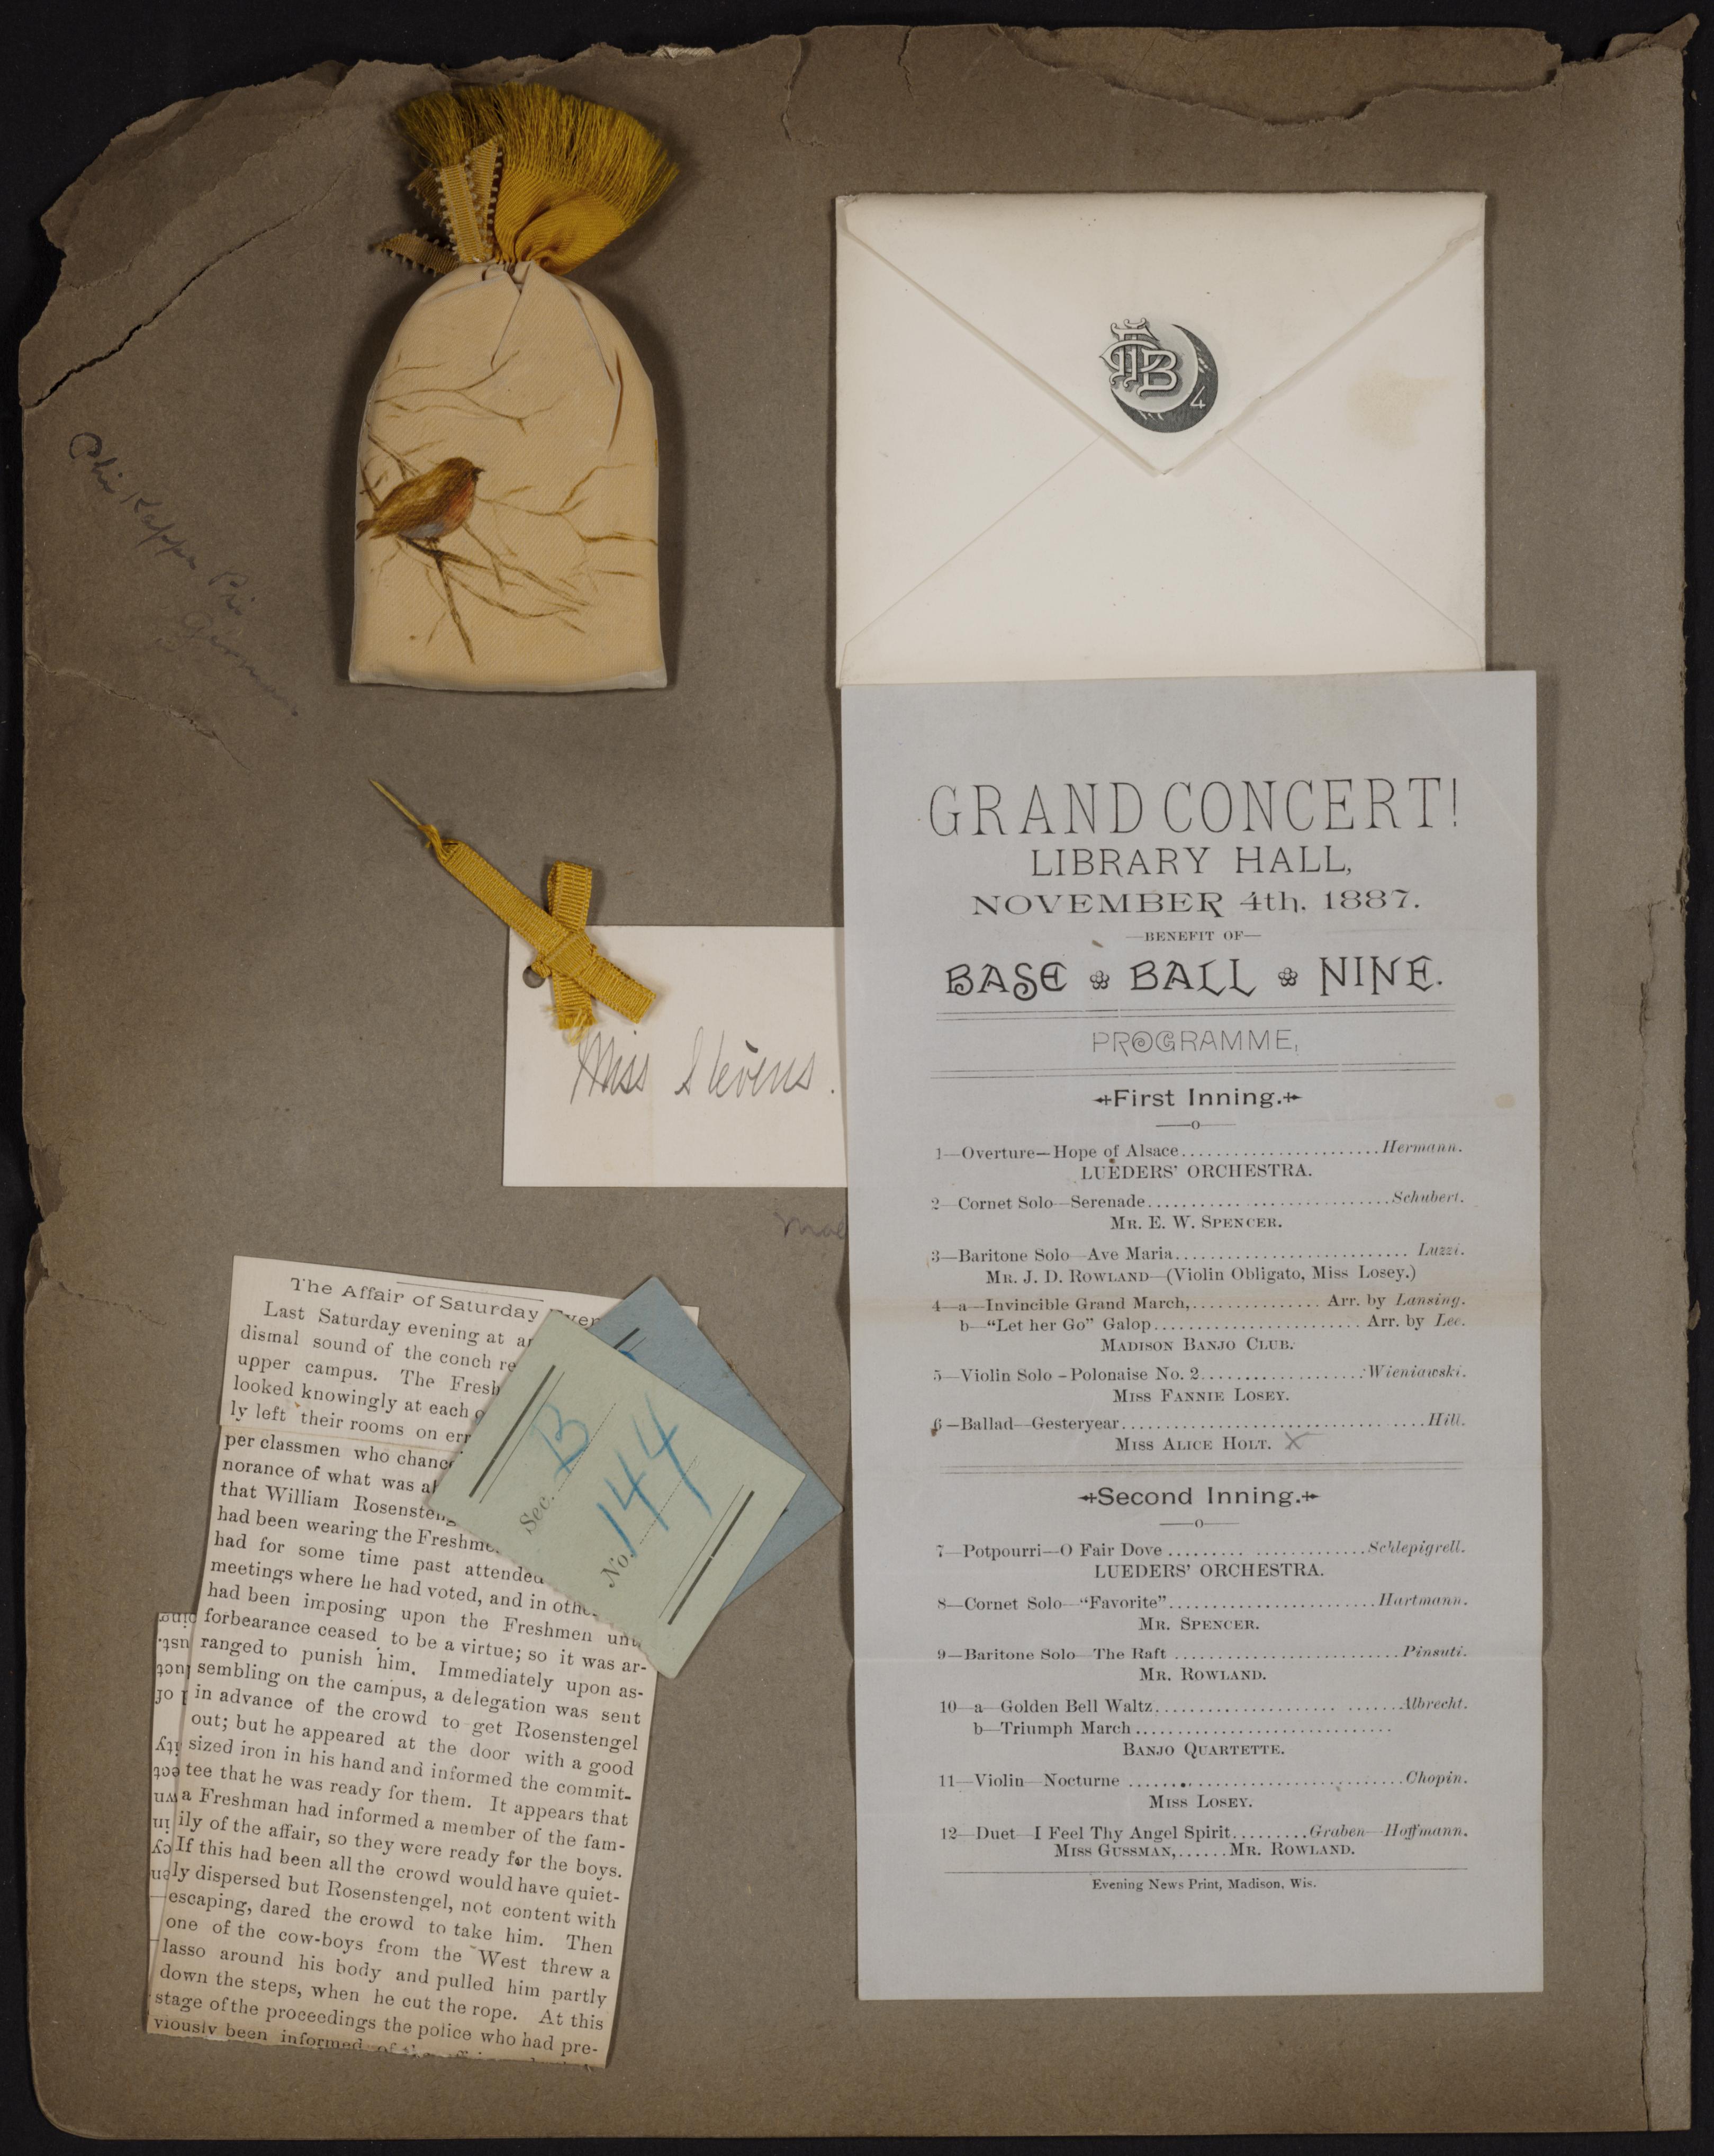 Phi Kappa Psi
4
GRAND CONCERT!
LIBRARY HALL,
NOVEMBER 4th. 1887.
—BENEFIT OF—
BASE BALL NINE.
PROGRAMME,
First Inning.
1—Overture—Hope of Alsace........................Hermann.
LUEDERS' ORCHESTRA.
2—Cornet Solo—Serenade............................Schubert.
MR. E. W. SPENCER.
3—Baritone Solo—Ave Maria........................... Luzzi.
MR. J. D. ROWLAND—(Violin Obligato, Miss Losey.)
4—a—Invincible Grand March,............... Arr. by Lansing.
b—"Let her Go" Galop........................ Arr. by Lee.
MADISON BANJO CLUB.
5—Violin Solo–Polonaise No. 2...................Wieniawski.
MISS FANNIE LOSEY.
6—Ballad—Gesteryear...................................Hill.
MISS ALICE HOLT. X
Second Inning.
7—Potpourri—O Fair Dove ......... .............Schlepigrell.
LUEDERS' ORCHESTRA.
8—Cornet Solo—"Favorite"........................Hartmann.
MR. SPENCER.
9—Baritone Solo—The Raft ..........................Pinsuti.
MR. ROWLAND.
10—a—Golden Bell Waltz..................... ......Albrecht.
b—Triumph March..............................
BANJO QUARTETTE.
11—Violin—Nocturne ................................Chopin.
MISS LOSEY.
12—Duet—I Feel Thy Angel Spirit.........Graben—Hoffmann.
MISS GUSSMAN,......MR. ROWLAND.
Evening News Print, Madison, Wis.
Miss Stevens.
The Affair of Saturday
Last Saturday evening at
dismal sound of the conch
upper campus. The Fresh
looked knowingly at each
ly left their rooms on
per classmen who chanc
norance of what was
that William Rosensteng
had been wearing the Freshme
had for some time past attended
meetings where he had voted, and in othe
had been imposing upon the Freshmen unt
forbearance ceased to be a virtue; so it was ar-
ranged to punish him. Immediately upon as-
sembling on the campus, a delegation was sent
in advance of the crowd to get Rosenstengel
out; but he appeared at the door with a good
sized iron in his hand and informed the commit-
tee that he was ready for them. It appears that
a Freshman had informed a member of the fam-
ily of the affair, so they were ready for the boys.
If this had been all the crowd would have quiet-
ly dispersed but Rosenstengel, not content with
escaping, dared the crowd to take him. Then
one of the cow-boys from the West threw a
lasso around his body and pulled him partly
down the steps, when he cut the rope. At this
stage of the proceedings the police who had pre-
viously been informed of
Sec. B
No. 144